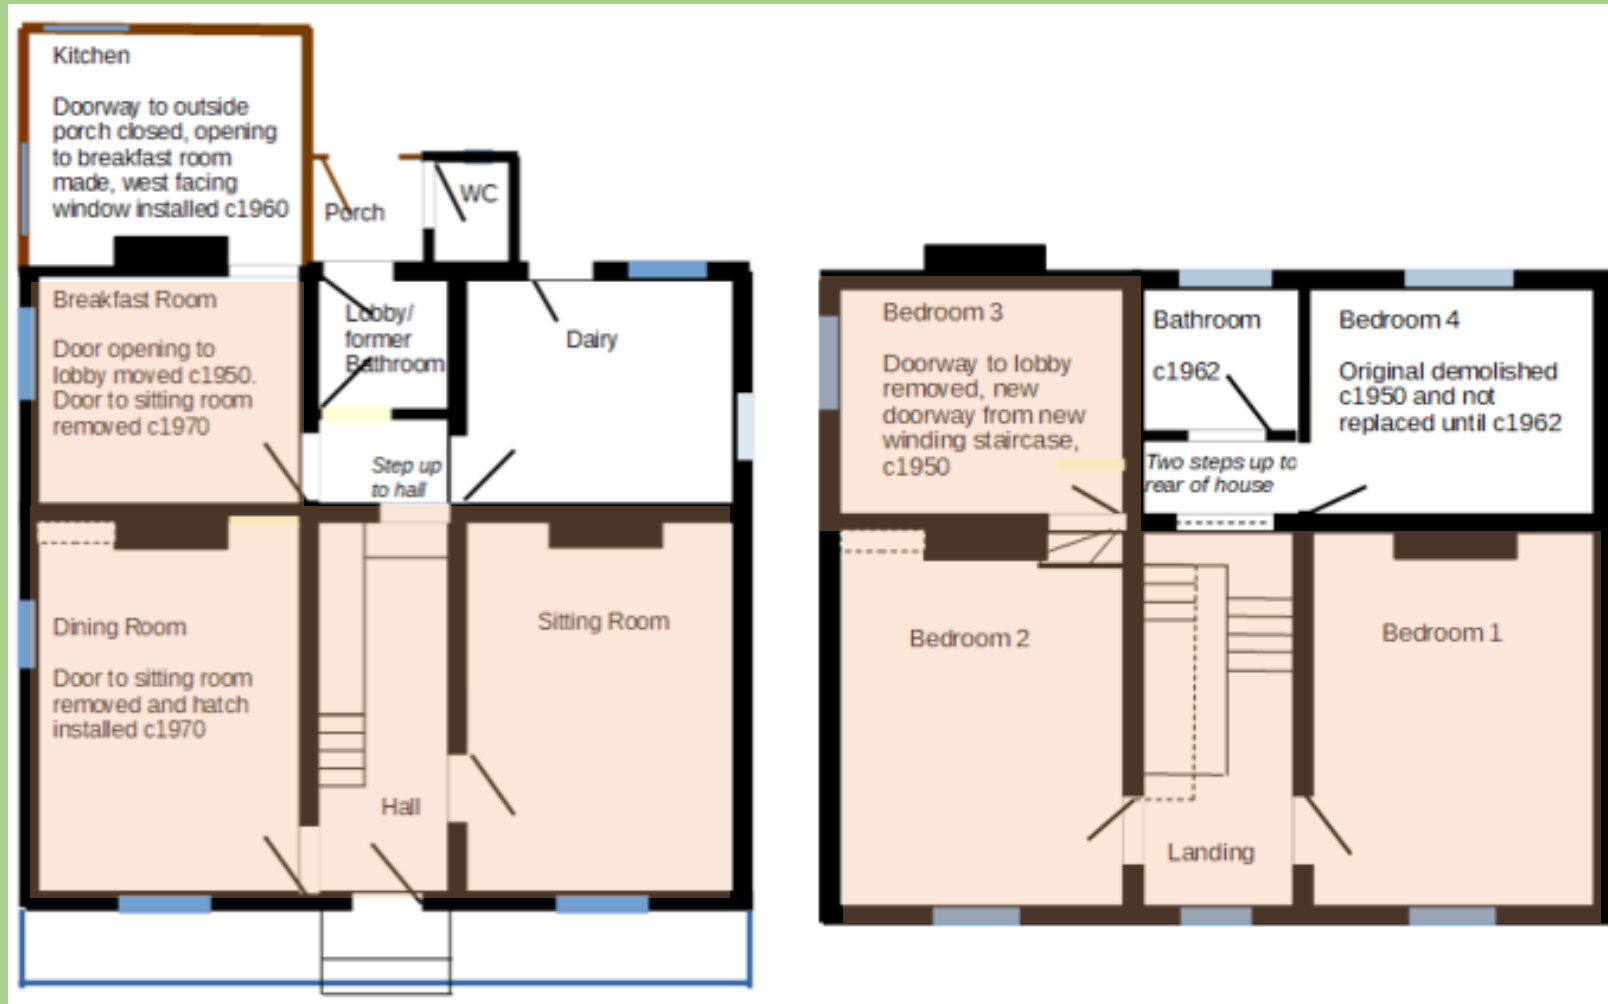 Kitchen
Doorway to outside
porch closed, opening
to breakfast room
made, west facing
window installed c1960
Porch
WC
Breakfast Room
Door opening to
lobby moved c1950.
Door to sitting room
removed c1970
Lobby/
former
Bathroom
Dairy
Step up
to hall
Dining Room
Door to sitting room
removed and hatch
installed c1970
Hall
Sitting Room
Bedroom 3
Doorway to lobby
removed, new
doorway from new
winding staircase,
c1950
Bathroom
c1962
Bedroom 4
Original demolished
c1950 and not
replaced until c1962
Two steps up to
rear of house
Bedroom 2
Bedroom 1
Landing